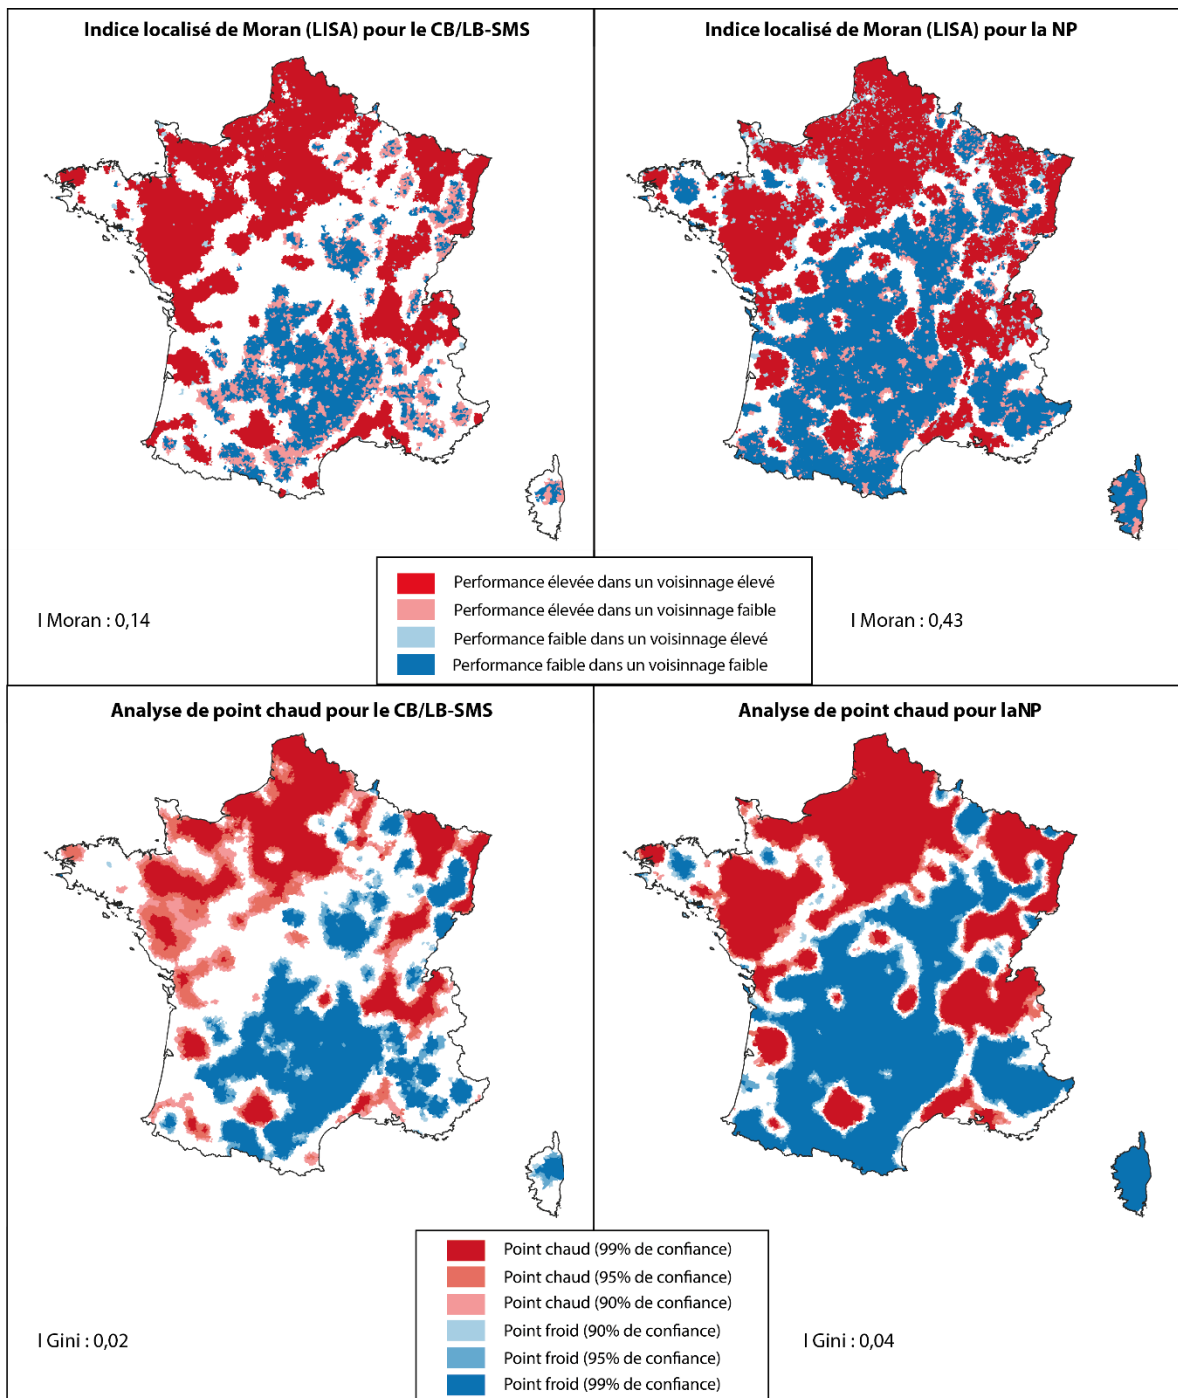 Indice localisé de Moran (LISA) pour le CB/LB-SMS
Indice localisé de Moran (LISA) pour la NP
Performance élevée dans un voisinnage élevé
Performance élevée dans un voisinnage faible
Performance faible dans un voisinnage élevé
Performance faible dans un voisinnage faible
I Moran : 0,14
I Moran : 0,43
Analyse de point chaud pour le CB/LB-SMS
Analyse de point chaud pour laNP
Point chaud (99% de confiance)
Point chaud (95% de confiance)
Point chaud (90% de confiance)
Point froid (90% de confiance)
Point froid (95% de confiance)
Point froid (99% de confiance)
I Gini : 0,02
I Gini : 0,04